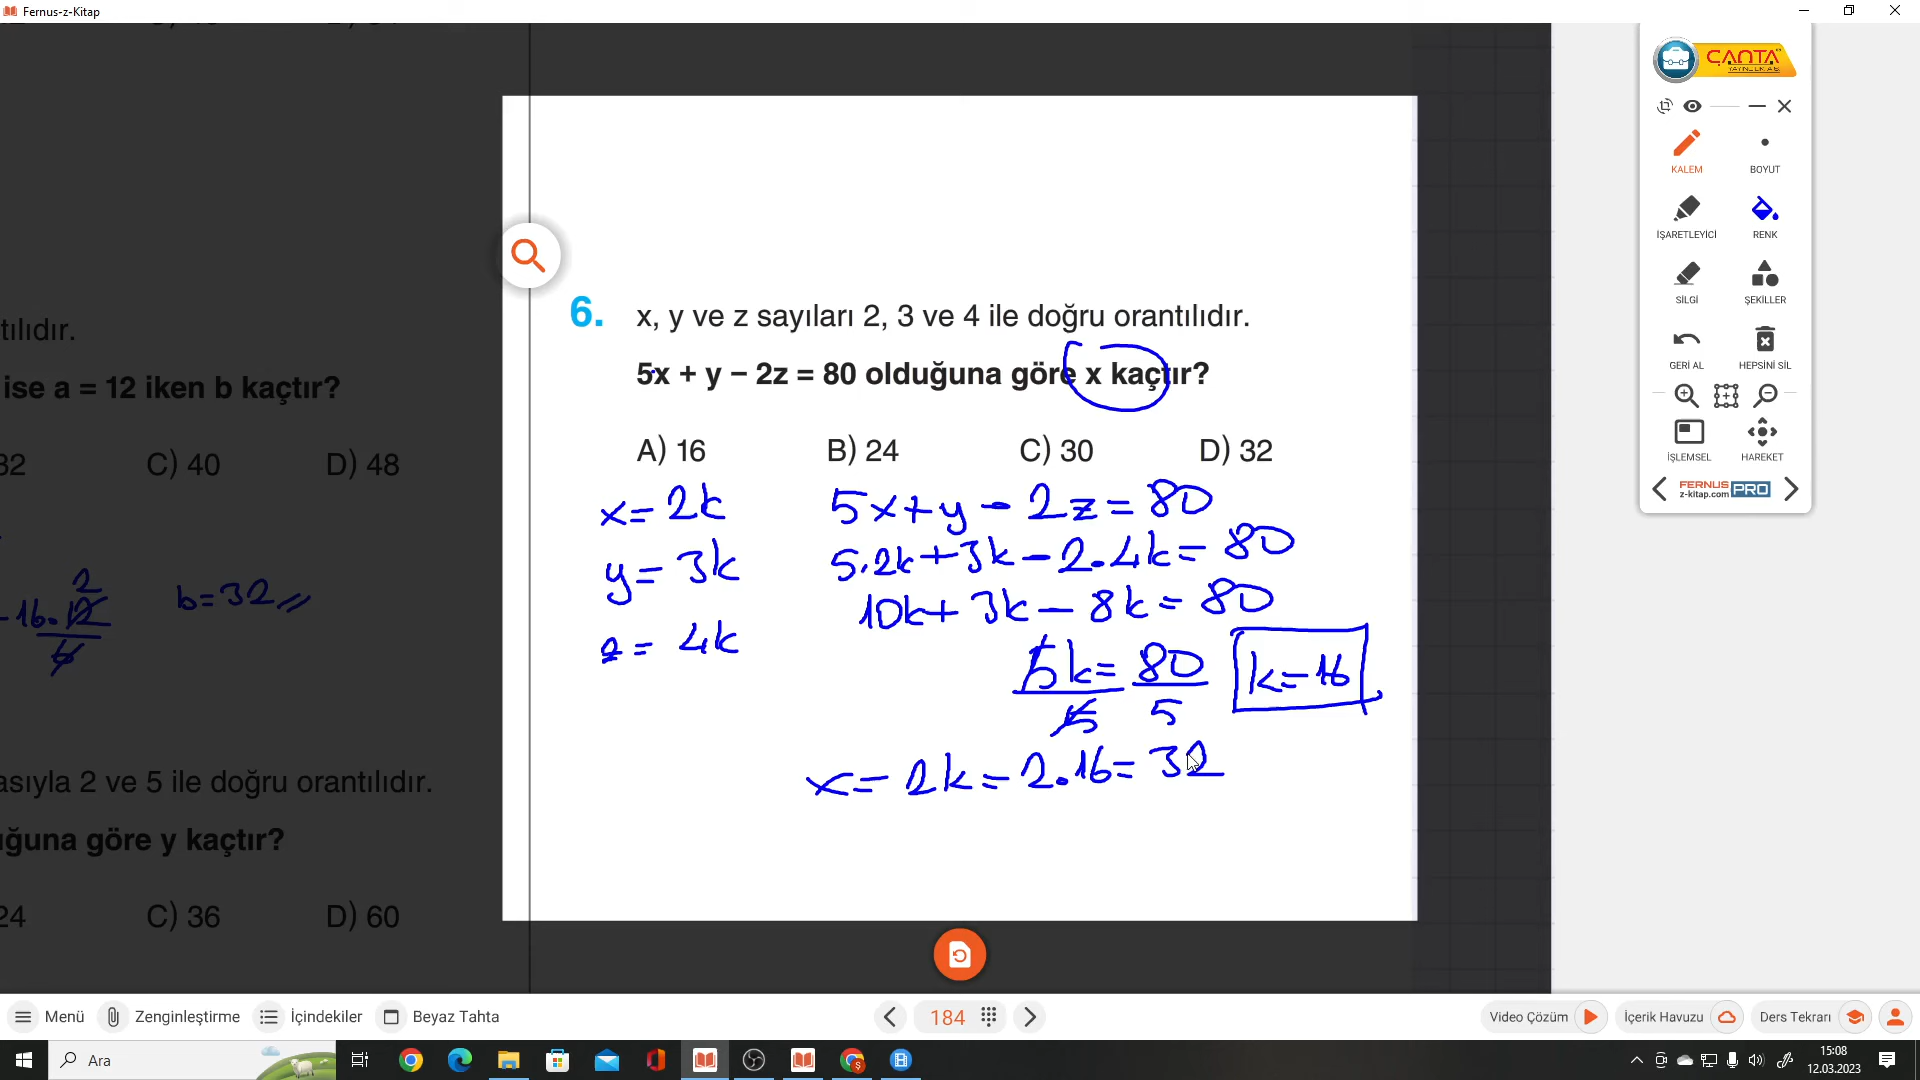 Fernus-z-Kitap
ÇANTA
YAYINLARI
KALEM
BOYUT
İŞARETLEYİCİ
RENK
SİLGİ
ŞEKİLLER
GERİ AL
HEPSİNİ SİL
İŞLEMSEL
HAREKET
FERNUS
z-kitap.com PRO
tılıdır.
ise a = 12 iken b kaçtır?
32 C) 40 D) 48
16.12 2
6
b=32
asıyla 2 ve 5 ile doğru orantılıdır.
ğuna göre y kaçtır?
24 C) 36 D) 60
6. x, y ve z sayıları 2, 3 ve 4 ile doğru orantılıdır.
5x + y − 2z = 80 olduğuna göre x kaçtır?
A) 16 B) 24 C) 30 D) 32
x=2k
y=3k
z=4k
5x+y-2z=80
5.2k+3k-2.4k=80
10k+3k-8k=80
5k=80 k=16
5 5
x=2k=2.16=32
Menü Zenginleştirme İçindekiler Beyaz Tahta 184 Video Çözüm İçerik Havuzu Ders Tekrarı
Ara
15:08
12.03.2023